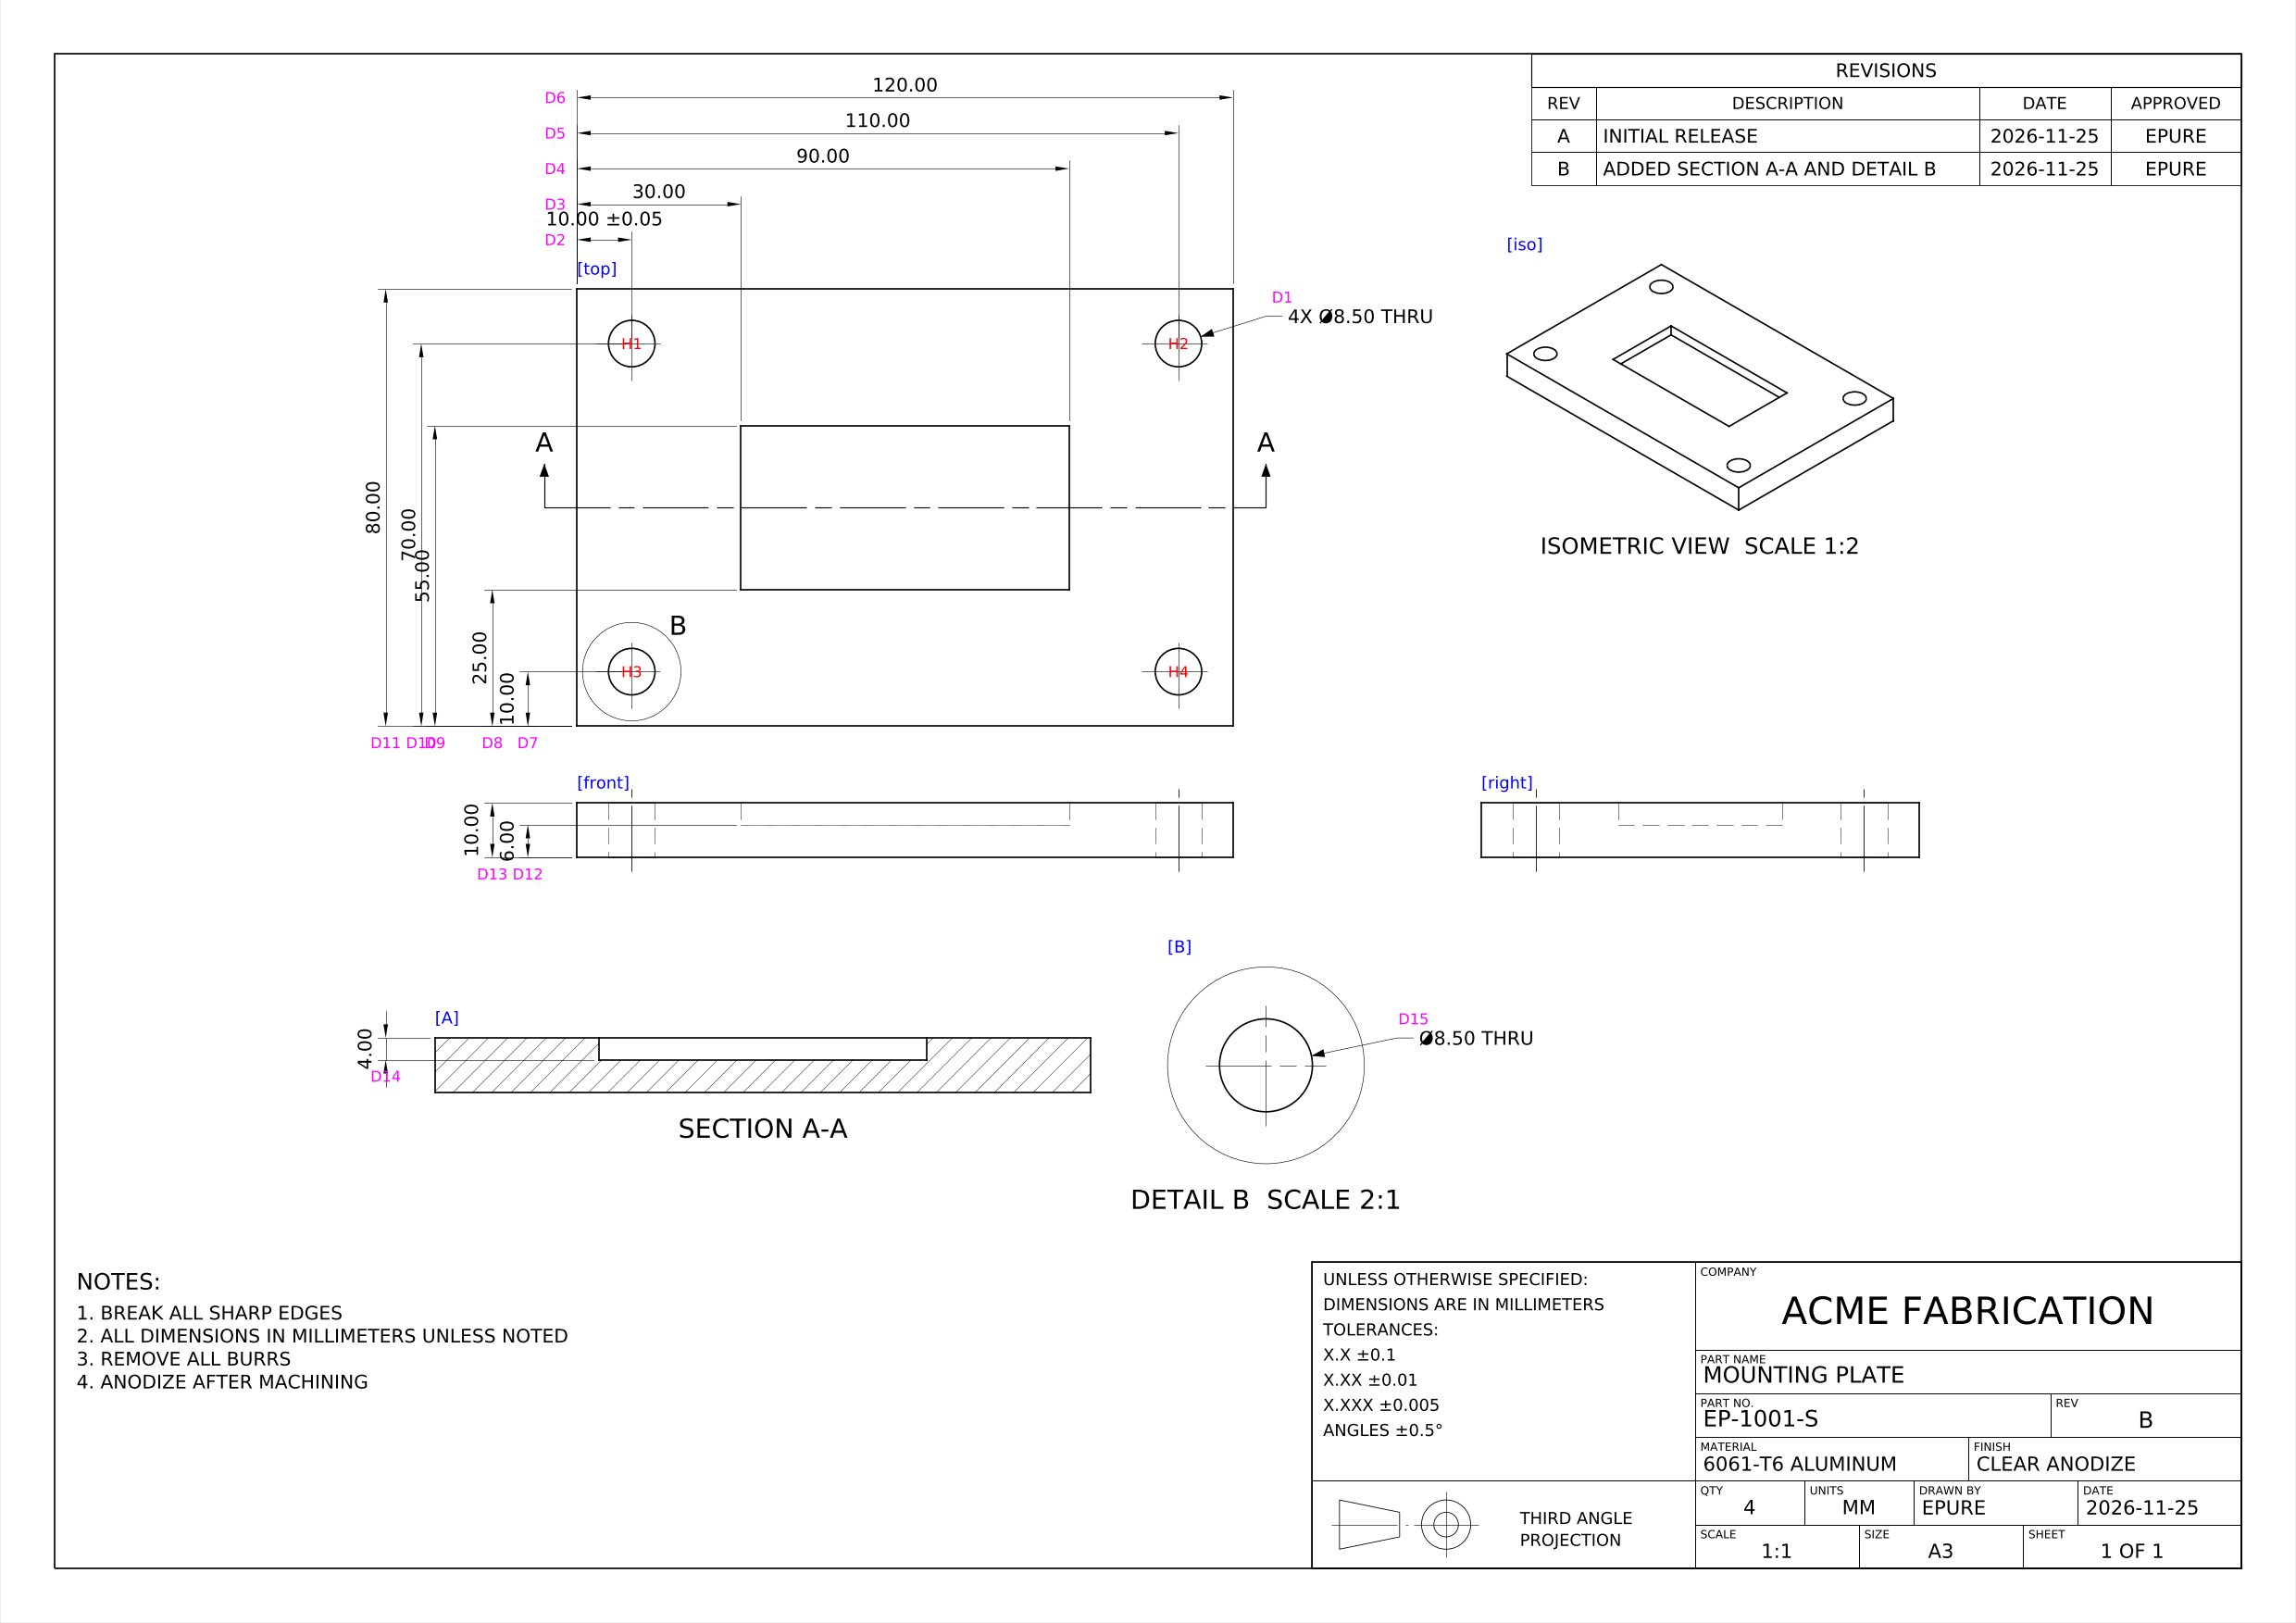 REVISIONS
REV DESCRIPTION DATE APPROVED
A INITIAL RELEASE 2026-11-25 EPURE
B ADDED SECTION A-A AND DETAIL B 2026-11-25 EPURE
D6 120.00
D5 110.00
D4 90.00
D3 30.00
10.00 ±0.05
D2
[top]
D1
4X Ø8.50 THRU
H1 H2
A A
80.00
70.00
55.00
25.00
10.00
B
H3 H4
D11 D10 D9 D8 D7
[iso]
ISOMETRIC VIEW SCALE 1:2
[front]
10.00
6.00
D13 D12
[right]
[A]
4.00
D14
SECTION A-A
[B]
D15
Ø8.50 THRU
DETAIL B SCALE 2:1
NOTES:
1. BREAK ALL SHARP EDGES
2. ALL DIMENSIONS IN MILLIMETERS UNLESS NOTED
3. REMOVE ALL BURRS
4. ANODIZE AFTER MACHINING
UNLESS OTHERWISE SPECIFIED:
DIMENSIONS ARE IN MILLIMETERS
TOLERANCES:
X.X ±0.1
X.XX ±0.01
X.XXX ±0.005
ANGLES ±0.5°
THIRD ANGLE
PROJECTION
COMPANY
ACME FABRICATION
PART NAME
MOUNTING PLATE
PART NO. REV
EP-1001-S B
MATERIAL FINISH
6061-T6 ALUMINUM CLEAR ANODIZE
QTY UNITS DRAWN BY DATE
4 MM EPURE 2026-11-25
SCALE SIZE SHEET
1:1 A3 1 OF 1